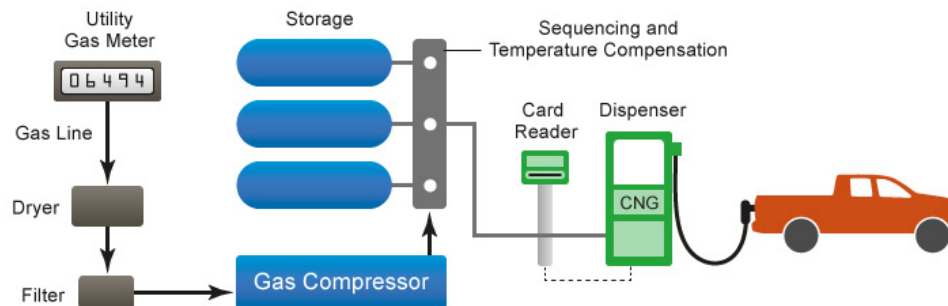 Utility
Gas Meter
06494
Gas Line
Dryer
Filter
Storage
Gas Compressor
Sequencing and
Temperature Compensation
Card
Reader
Dispenser
CNG